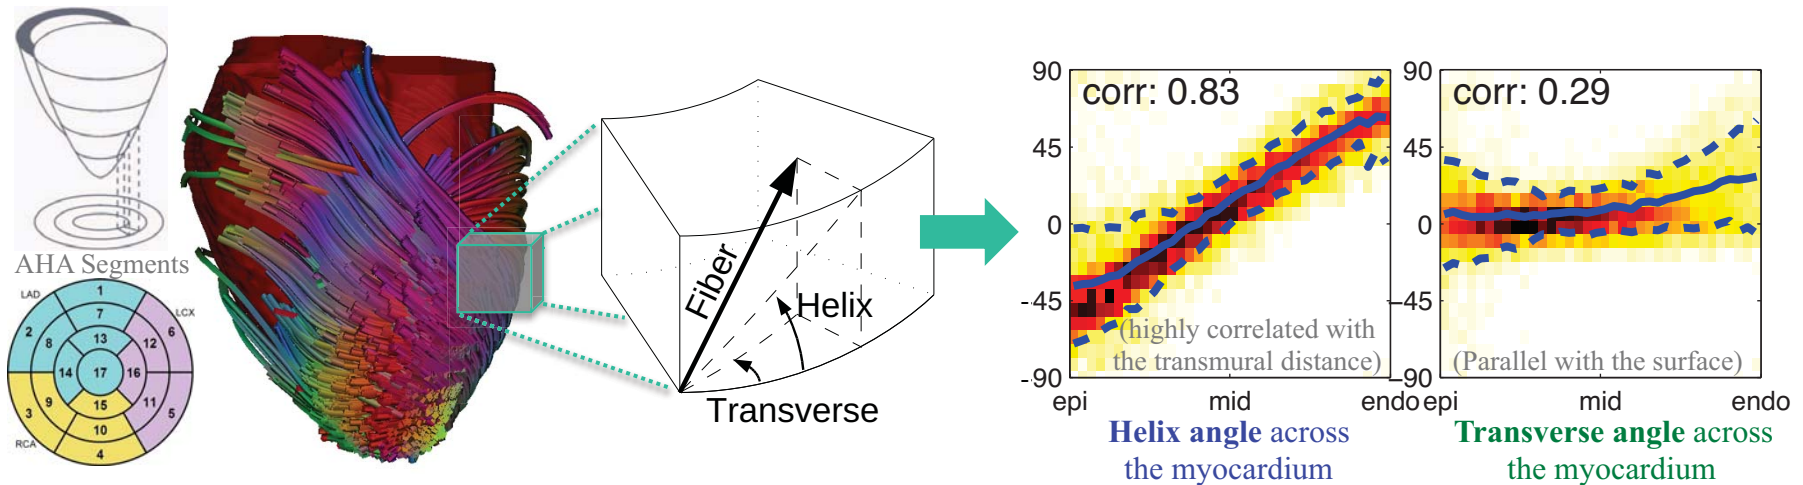 AHA Segments
LAD
LCX
RCA
1
7
13
2
8
6
12
14
17
16
3
9
15
11
5
10
4
Fiber
Helix
Transverse
90
45
0
-45
-90
corr: 0.83
(highly correlated with
the transmural distance)
epi
mid
endo
Helix angle across
the myocardium
90
45
0
-45
-90
corr: 0.29
(Parallel with the surface)
epi
mid
endo
Transverse angle across
the myocardium